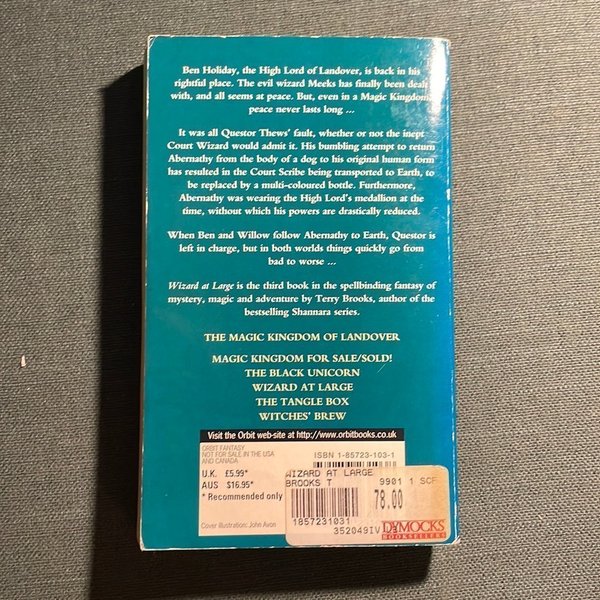 Ben Holiday, the High Lord of Landover, is back in his
rightful place. The evil wizard Meeks has finally been dealt
with, and all seems at peace. But, even in a Magic Kingdom,
peace never lasts long ...
It was all Questor Thews' fault, whether or not the inept
Court Wizard would admit it. His bumbling attempt to return
Abernathy from the body of a dog to his original human form
has resulted in the Court Scribe being transported to Earth, to
be replaced by a multi-coloured bottle. Furthermore,
Abernathy was wearing the High Lord's medallion at the
time, without which his powers are drastically reduced.
When Ben and Willow follow Abernathy to Earth, Questor is
left in charge, but in both worlds things quickly go from
bad to worse ...
Wizard at Large is the third book in the spellbinding fantasy of
mystery, magic and adventure by Terry Brooks, author of the
bestselling Shannara series.
THE MAGIC KINGDOM OF LANDOVER
MAGIC KINGDOM FOR SALE/SOLD!
THE BLACK UNICORN
WIZARD AT LARGE
THE TANGLE BOX
WITCHES' BREW
Visit the Orbit web-site at http://www.orbitbooks.co.uk
ORBIT FANTASY
NOT FOR SALE IN THE USA
AND CANADA
ISBN 1-85723-103-1
U.K. £5.99*
AUS $16.95*
* Recommended only
WIZARD AT LARGE
BROOKS T
9901 1 SCF
78.00
1857231031
352049IV
DYMOCKS
BOOKSELLERS
Cover illustration: John Avon